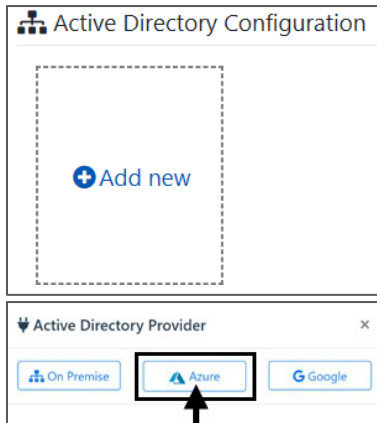 Active Directory Configuration
Add new
Active Directory Provider ×
On Premise Azure Google